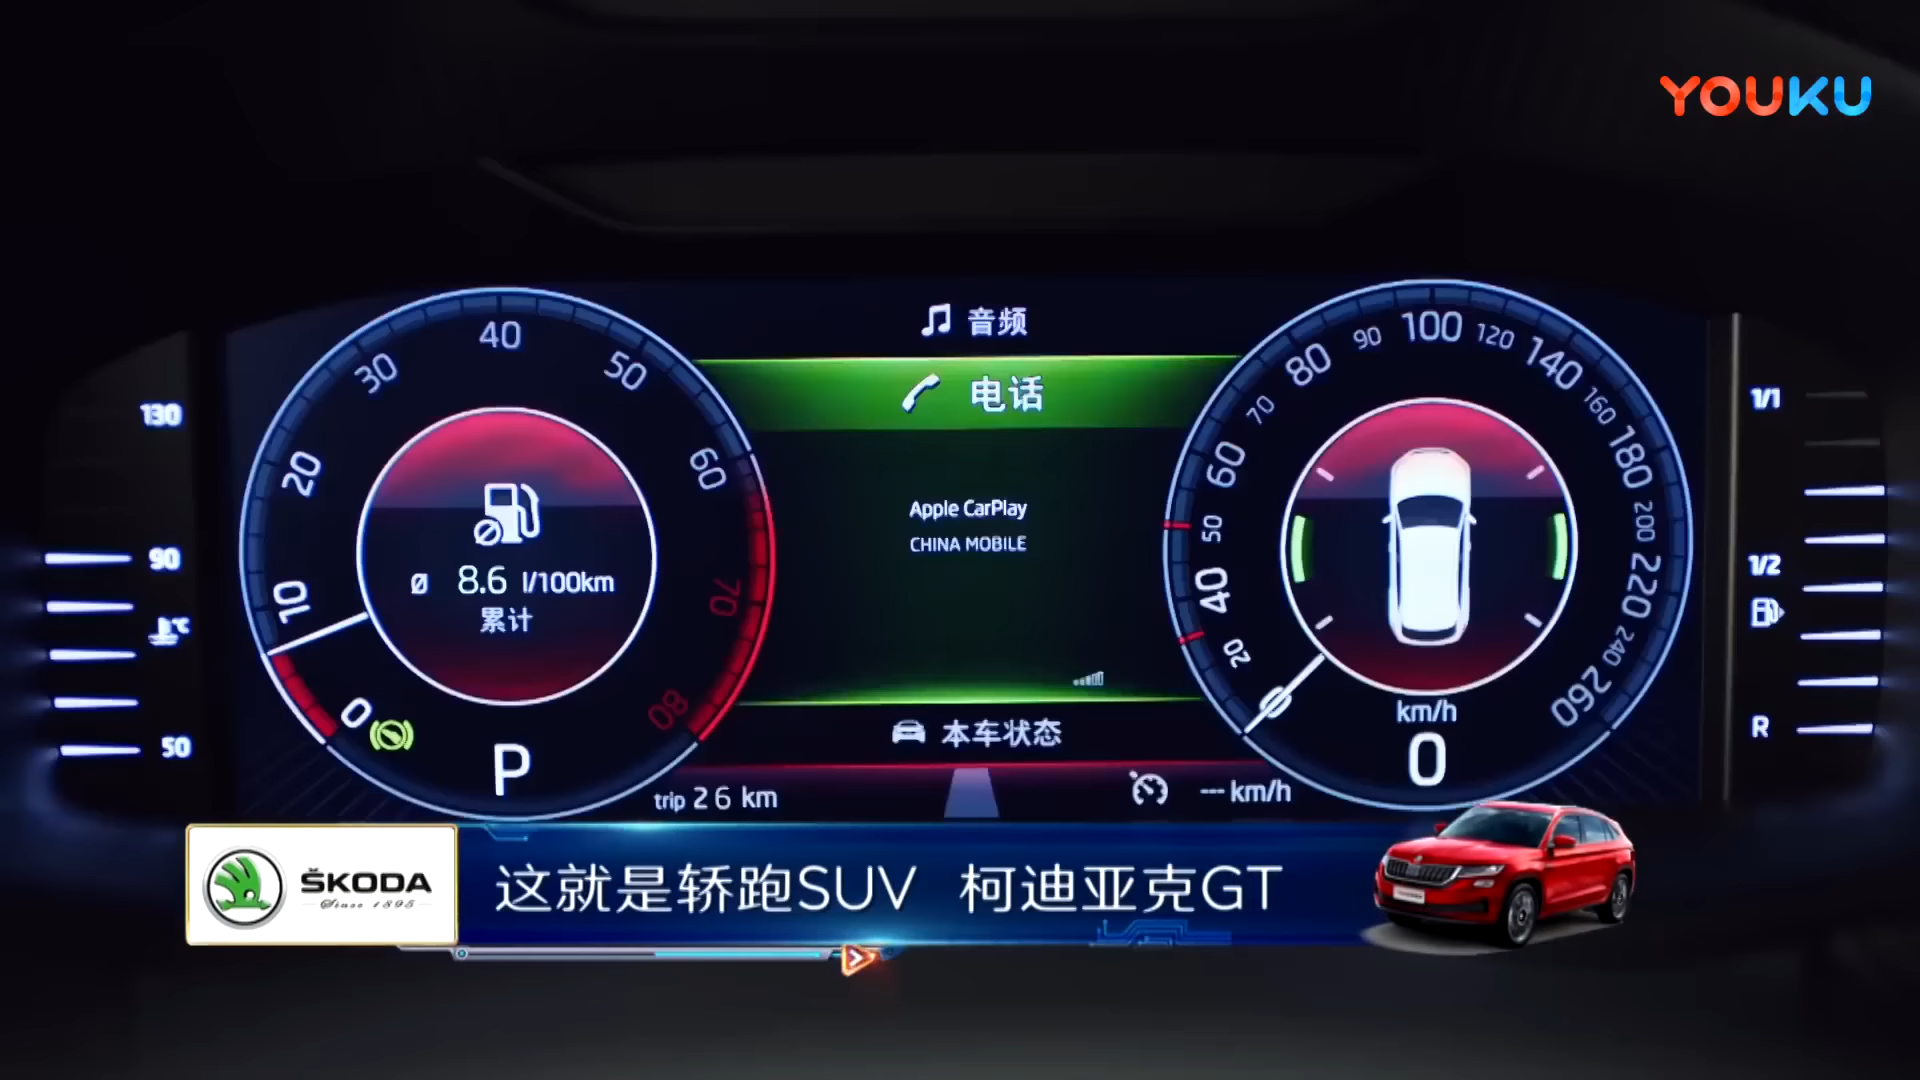 YOUKU
音频
电话
Apple CarPlay
CHINA MOBILE
本车状态
0 10 20 30 40 50 60 70 80
Ø 8.6 l/100km
累计
P
trip 26 km
--- km/h
0 20 40 50 60 70 80 90 100 120 140 160 180 200 220 240 260
km/h
0
130
90
°C
50
1/1
1/2
R
ŠKODA
Since 1895
这就是轿跑SUV 柯迪亚克GT